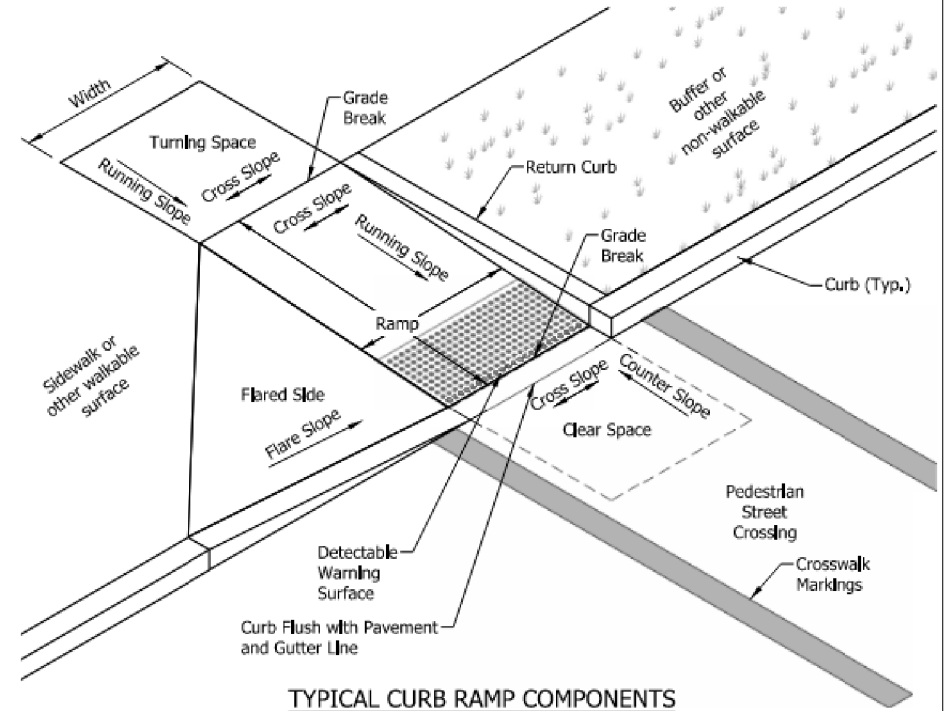 Width
Turning Space
Running Slope
Cross Slope
Grade
Break
Buffer or
other
non-walkable
surface
Return Curb
Cross Slope
Running Slope
Grade
Break
Curb (Typ.)
Ramp
Sidewalk or
other walkable
surface
Flared Side
Flare Slope
Cross Slope
Counter Slope
Clear Space
Pedestrian
Street
Crossing
Detectable
Warning
Surface
Crosswalk
Markings
Curb Flush with Pavement
and Gutter Line
TYPICAL CURB RAMP COMPONENTS